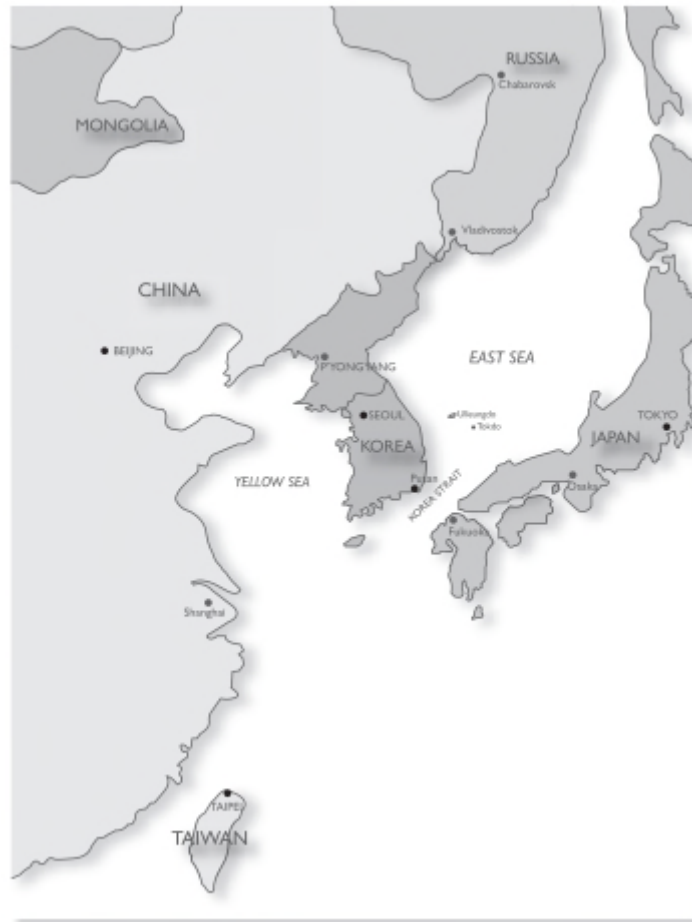 RUSSIA
Chabarovsk
MONGOLIA
Vladivostok
CHINA
BEIJING
P'YONGYANG
EAST SEA
SEOUL
Ulleungdo
Tokdo
TOKYO
KOREA
JAPAN
YELLOW SEA
Pusan
KOREA STRAIT
Osaka
Fukuoka
Shanghai
TAIPEI
TAIWAN